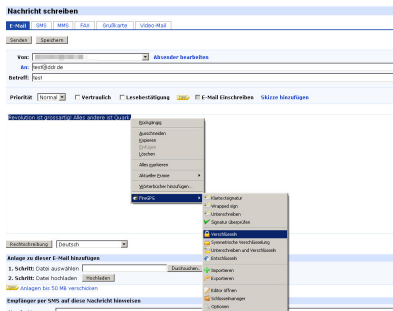 Nachricht schreiben
E-Mail SMS MMS FAX Grußkarte Video-Mail
Senden Speichern
Von: Absender bearbeiten
An: test@ddr.de
Betreff: Test
Priorität Normal Vertraulich Lesebestätigung E-Mail Einschreiben Skizze hinzufügen
Revolution ist grossartig! Alles andere ist Quark.
Rückgängig
Ausschneiden
Kopieren
Einfügen
Löschen
Alles markieren
Aktueller Frame
Wörterbücher hinzufügen...
FireGPG
Klartextsignatur
Wrapped sign
Unterschreiben
Signatur überprüfen
Verschlüsseln
Symmetrische Verschlüsselung
Unterschreiben und Verschlüsseln
Entschlüsseln
Importieren
Exportieren
Editor öffnen
Schlüsselmanager
Optionen
Rechtschreibung Deutsch
Anlage zu dieser E-Mail hinzufügen
1. Schritt: Datei auswählen Durchsuchen...
2. Schritt: Datei hochladen Hochladen
Anlagen bis 50 MB verschicken
Empfänger per SMS auf diese Nachricht hinweisen